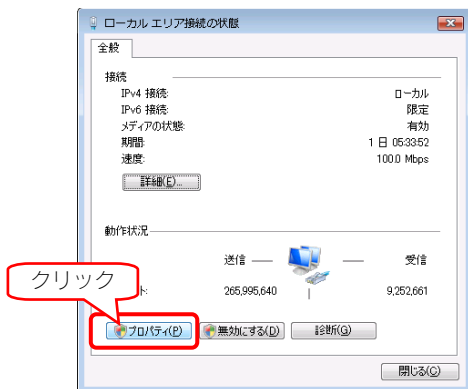 ローカル エリア接続の状態
全般
接続
IPv4 接続: ローカル
IPv6 接続: 限定
メディアの状態: 有効
期間: 1 日 05:33:52
速度: 100.0 Mbps
詳細(E)...
動作状況
送信 受信
クリック
ト: 265,995,640 9,252,661
プロパティ(P) 無効にする(D) 診断(G)
閉じる(C)